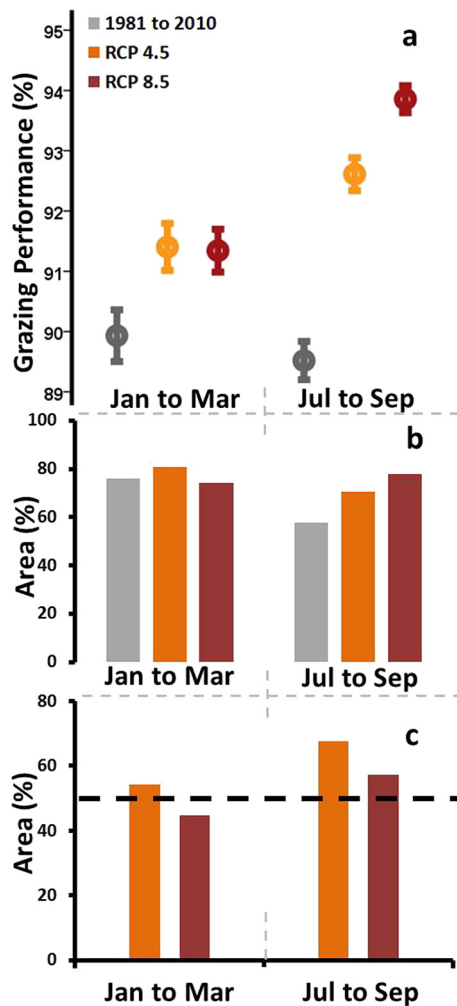 a
1981 to 2010
RCP 4.5
RCP 8.5
Grazing Performance (%)
95
94
93
92
91
90
89
Jan to Mar
Jul to Sep
b
Area (%)
100
80
60
40
20
0
Jan to Mar
Jul to Sep
c
Area (%)
80
60
40
20
0
Jan to Mar
Jul to Sep